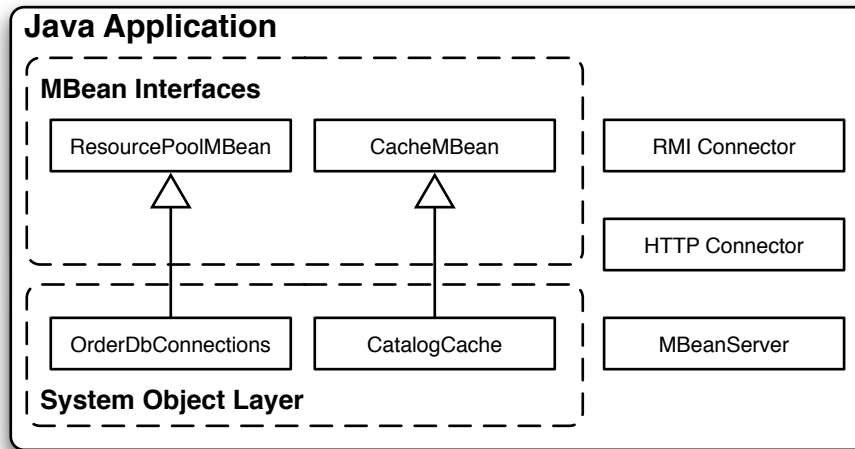 Java Application
MBean Interfaces
ResourcePoolMBean
CacheMBean
RMI Connector
HTTP Connector
OrderDbConnections
CatalogCache
MBeanServer
System Object Layer